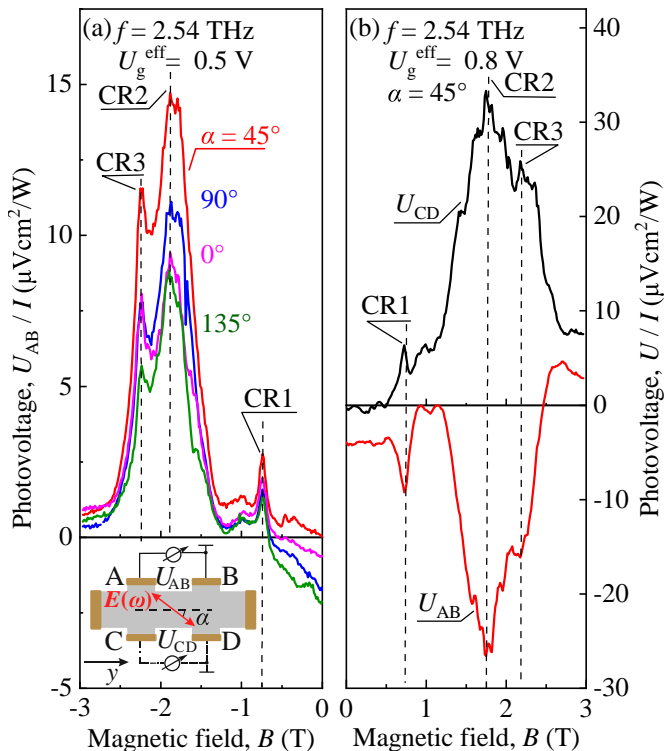 (a) f = 2.54 THz
U_g^eff = 0.5 V
CR2
α = 45°
CR3
90°
0°
135°
CR1
15
10
5
0
-5
Photovoltage, U_AB / I (μVcm²/W)
A U_AB B
E(ω)
α
C U_CD D
y
-3 -2 -1 0
Magnetic field, B (T)
(b) f = 2.54 THz
U_g^eff = 0.8 V
α = 45°
CR2
CR3
U_CD
CR1
U_AB
40
30
20
10
0
-10
-20
-30
Photovoltage, U / I (μVcm²/W)
0 1 2 3
Magnetic field, B (T)